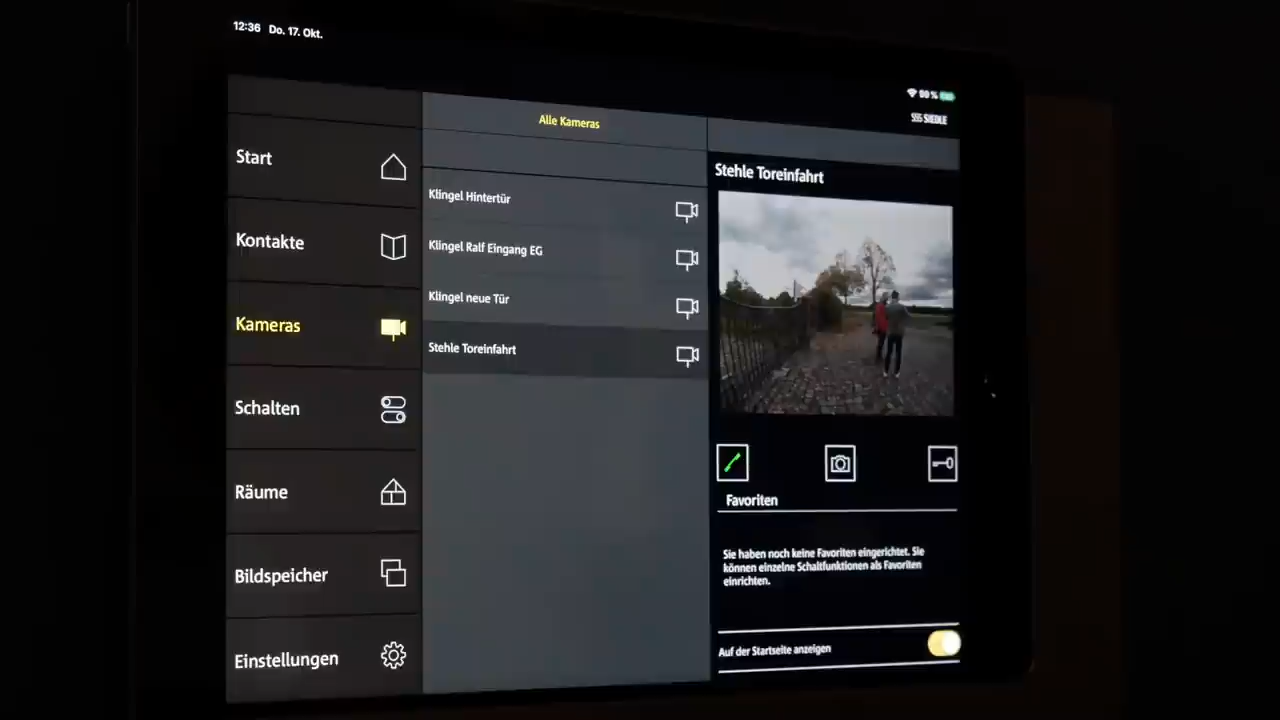 12:36 Do. 17. Okt.
99 %
SSS SIEDLE
Start
Kontakte
Kameras
Schalten
Räume
Bildspeicher
Einstellungen
Alle Kameras
Klingel Hintertür
Klingel Ralf Eingang EG
Klingel neue Tür
Stehle Toreinfahrt
Stehle Toreinfahrt
Favoriten
Sie haben noch keine Favoriten eingerichtet. Sie
können einzelne Schaltfunktionen als Favoriten
einrichten.
Auf der Startseite anzeigen